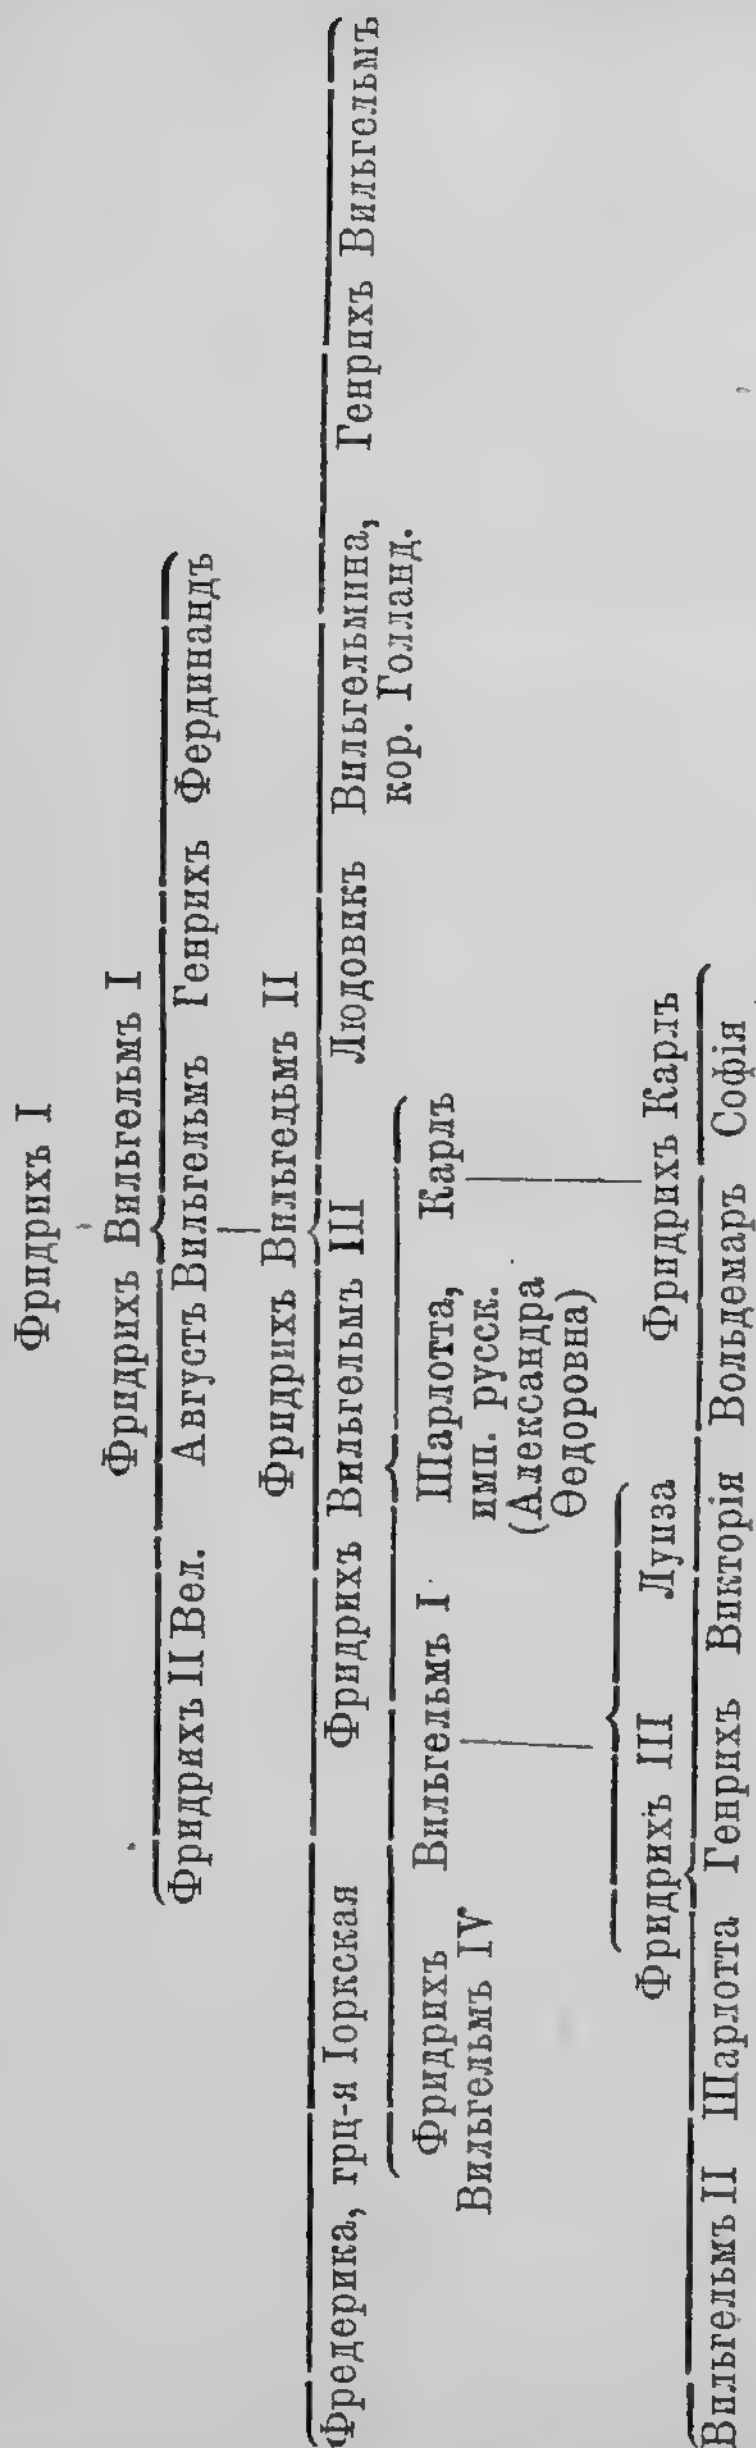 Фридрихъ I
Фридрихъ Вильгельмъ I
Фридрихъ II Вел. Августъ Вильгельмъ Генрихъ Фердинандъ
Фридрихъ Вильгельмъ II
Фредерика, грц-я Іоркская Фридрихъ Вильгельмъ III Людовикъ Вильгельмина, Генрихъ Вильгельмъ
кор. Голланд.
Фридрихъ Вильгельмъ I Шарлотта, Карлъ
Вильгельмъ IV имп. русск.
(Александра
Ѳедоровна)
Фридрихъ III Луиза Фридрихъ Карлъ
Вильгельмъ II Шарлотта Генрихъ Викторія Вольдемаръ Софія